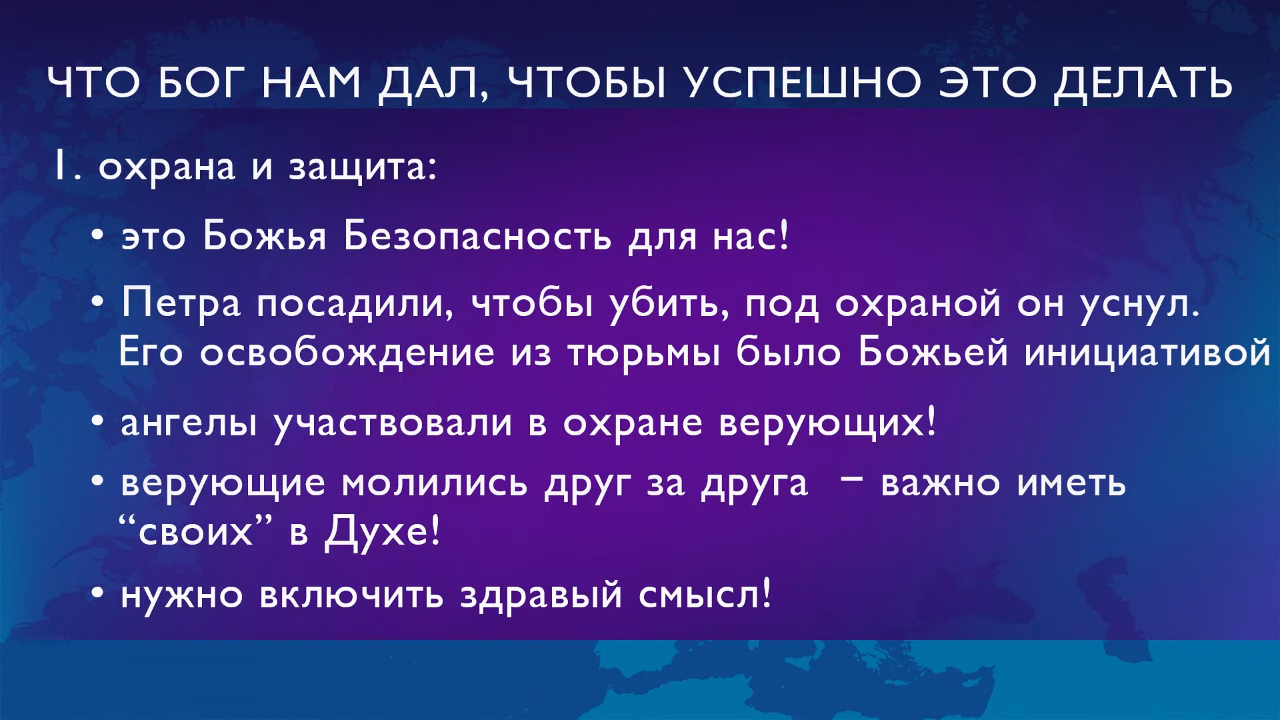 ЧТО БОГ НАМ ДАЛ, ЧТОБЫ УСПЕШНО ЭТО ДЕЛАТЬ
1. охрана и защита:
• это Божья Безопасность для нас!
• Петра посадили, чтобы убить, под охраной он уснул.
Его освобождение из тюрьмы было Божьей инициативой
• ангелы участвовали в охране верующих!
• верующие молились друг за друга – важно иметь
“своих” в Духе!
• нужно включить здравый смысл!